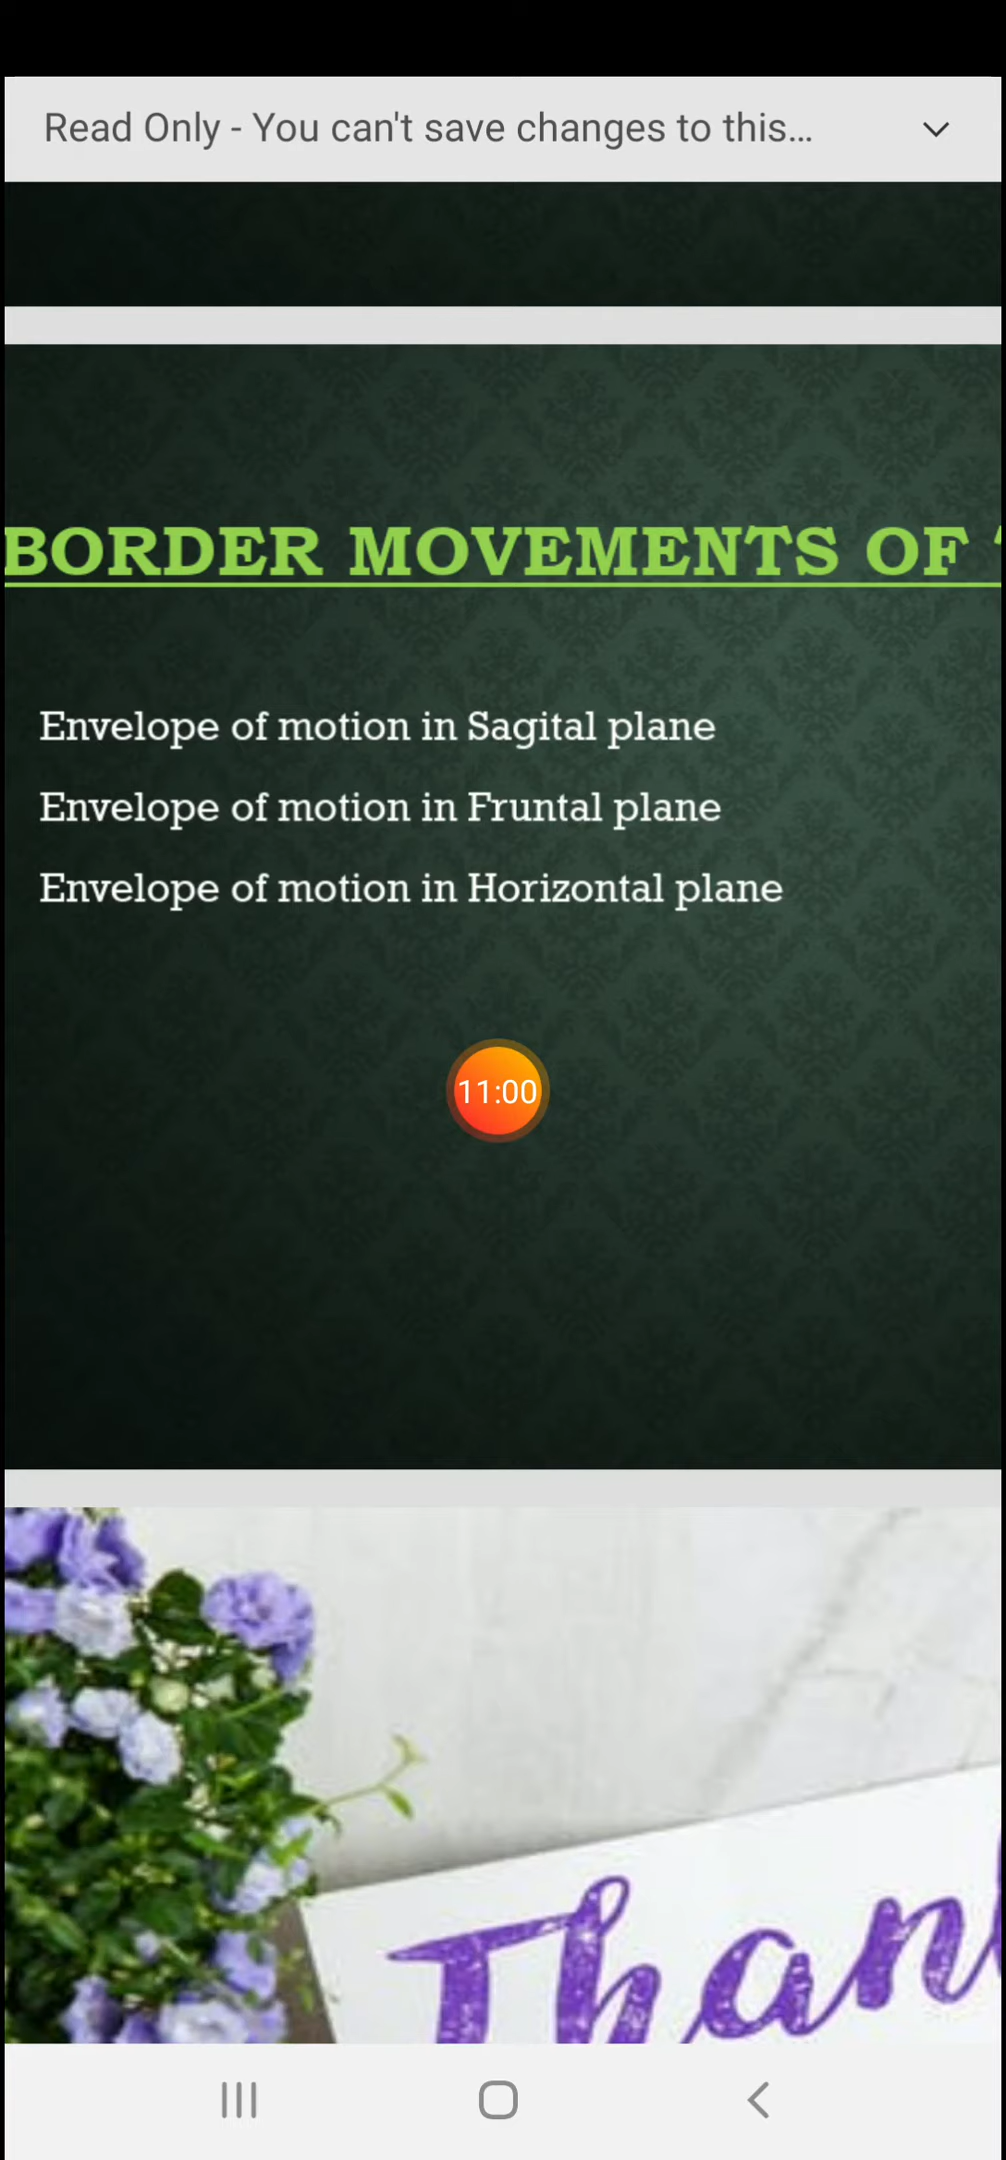 Read Only - You can't save changes to this...
BORDER MOVEMENTS OF
Envelope of motion in Sagital plane
Envelope of motion in Fruntal plane
Envelope of motion in Horizontal plane
11:00
Than